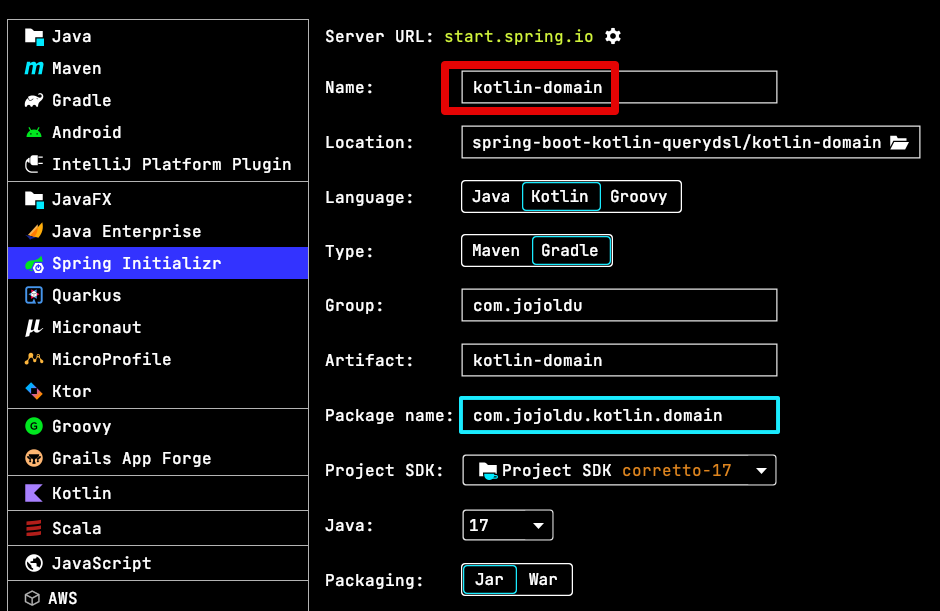 Java
Maven
Gradle
Android
IntelliJ Platform Plugin
JavaFX
Java Enterprise
Spring Initializr
Quarkus
Micronaut
MicroProfile
Ktor
Groovy
Grails App Forge
Kotlin
Scala
JavaScript
AWS
Server URL: start.spring.io
Name: kotlin-domain
Location: spring-boot-kotlin-querydsl/kotlin-domain
Language: Java Kotlin Groovy
Type: Maven Gradle
Group: com.jojoldu
Artifact: kotlin-domain
Package name: com.jojoldu.kotlin.domain
Project SDK: Project SDK corretto-17
Java: 17
Packaging: Jar War